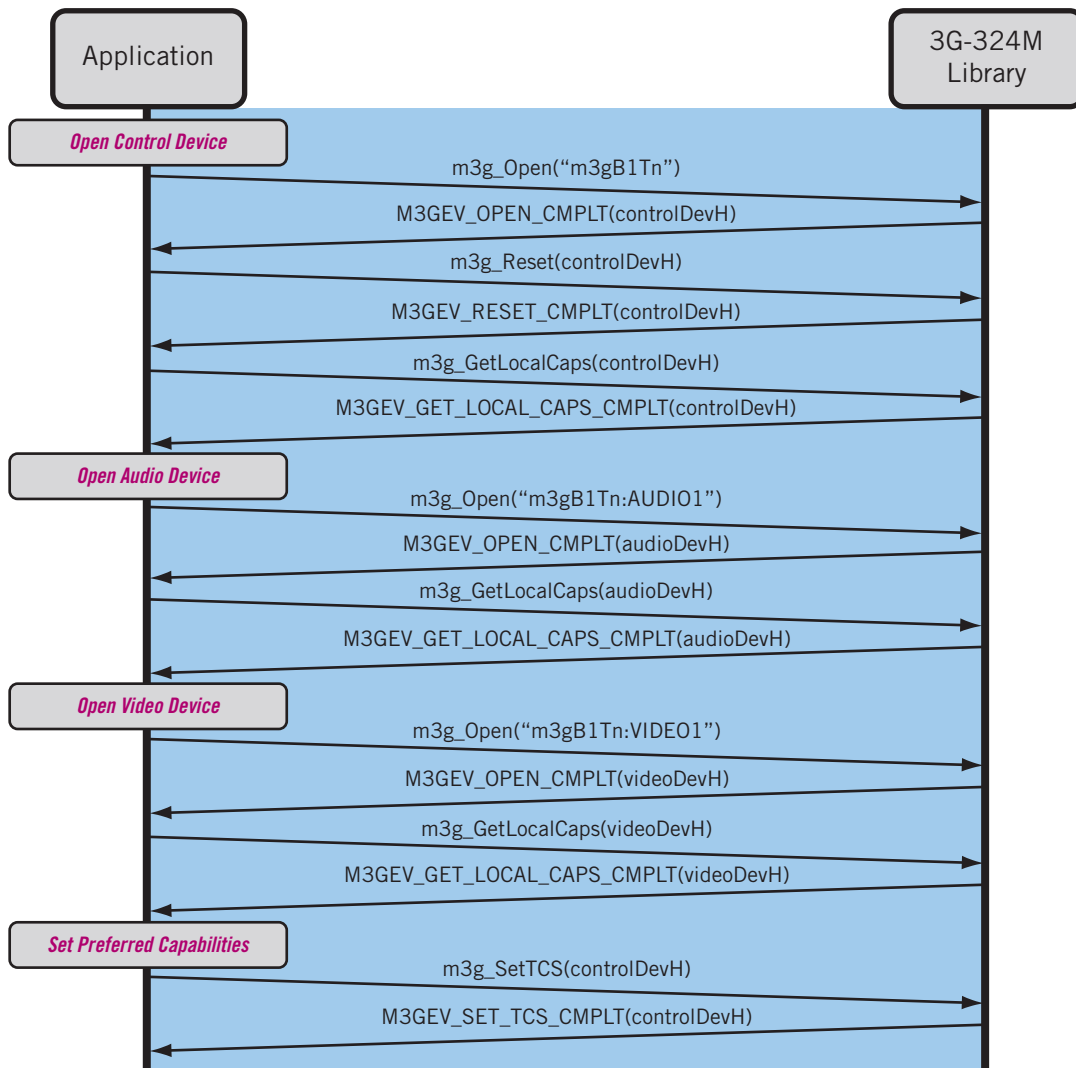 Application
3G-324M
Library
Open Control Device
m3g_Open(“m3gB1Tn”)
M3GEV_OPEN_CMPLT(controlDevH)
m3g_Reset(controlDevH)
M3GEV_RESET_CMPLT(controlDevH)
m3g_GetLocalCaps(controlDevH)
M3GEV_GET_LOCAL_CAPS_CMPLT(controlDevH)
Open Audio Device
m3g_Open(“m3gB1Tn:AUDIO1”)
M3GEV_OPEN_CMPLT(audioDevH)
m3g_GetLocalCaps(audioDevH)
M3GEV_GET_LOCAL_CAPS_CMPLT(audioDevH)
Open Video Device
m3g_Open(“m3gB1Tn:VIDEO1”)
M3GEV_OPEN_CMPLT(videoDevH)
m3g_GetLocalCaps(videoDevH)
M3GEV_GET_LOCAL_CAPS_CMPLT(videoDevH)
Set Preferred Capabilities
m3g_SetTCS(controlDevH)
M3GEV_SET_TCS_CMPLT(controlDevH)